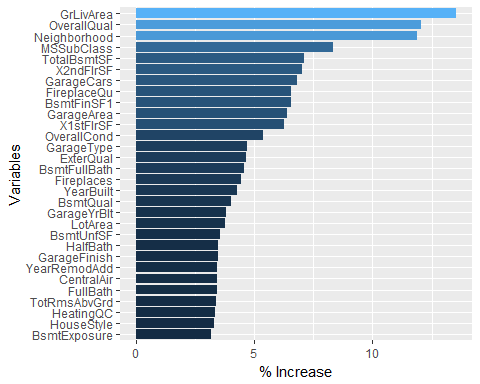 GrLivArea
OverallQual
Neighborhood
MSSubClass
TotalBsmtSF
X2ndFlrSF
GarageCars
FireplaceQu
BsmtFinSF1
GarageArea
X1stFlrSF
OverallCond
GarageType
ExterQual
BsmtFullBath
Fireplaces
YearBuilt
BsmtQual
GarageYrBlt
LotArea
BsmtUnfSF
HalfBath
GarageFinish
YearRemodAdd
CentralAir
FullBath
TotRmsAbvGrd
HeatingQC
HouseStyle
BsmtExposure
Variables
0 5 10
% Increase